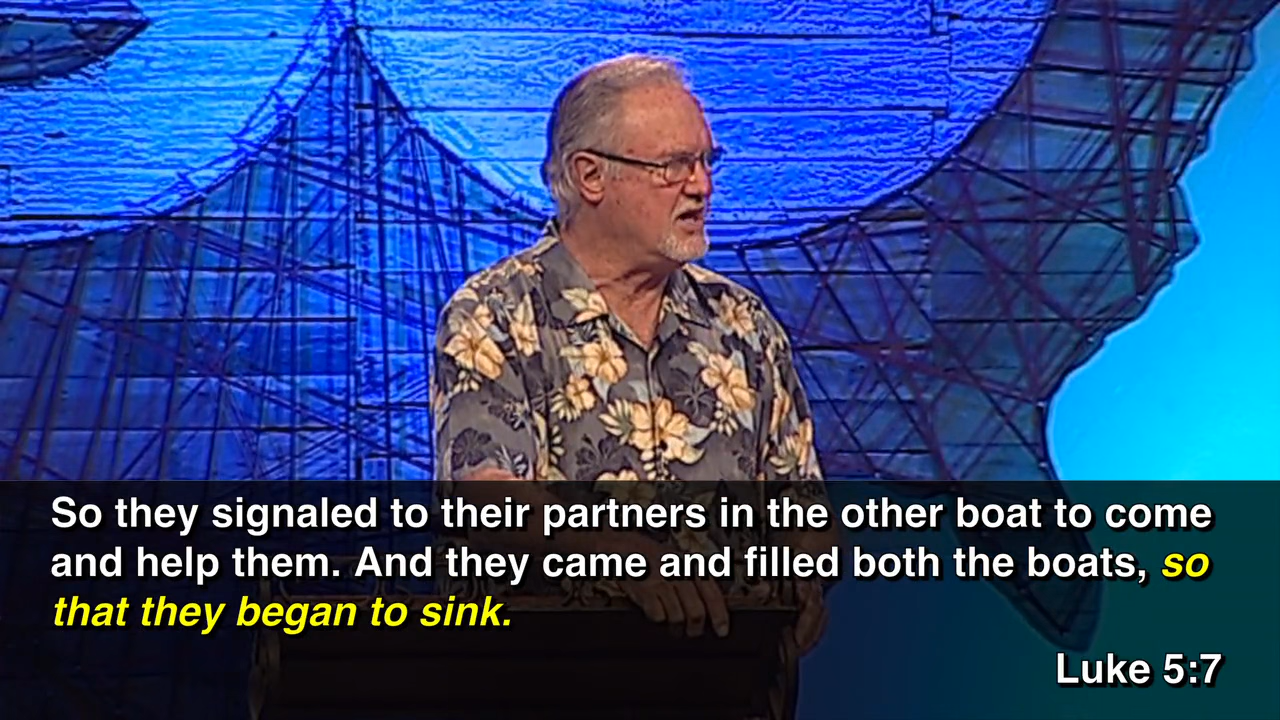 So they signaled to their partners in the other boat to come
and help them. And they came and filled both the boats, so
that they began to sink.
Luke 5:7